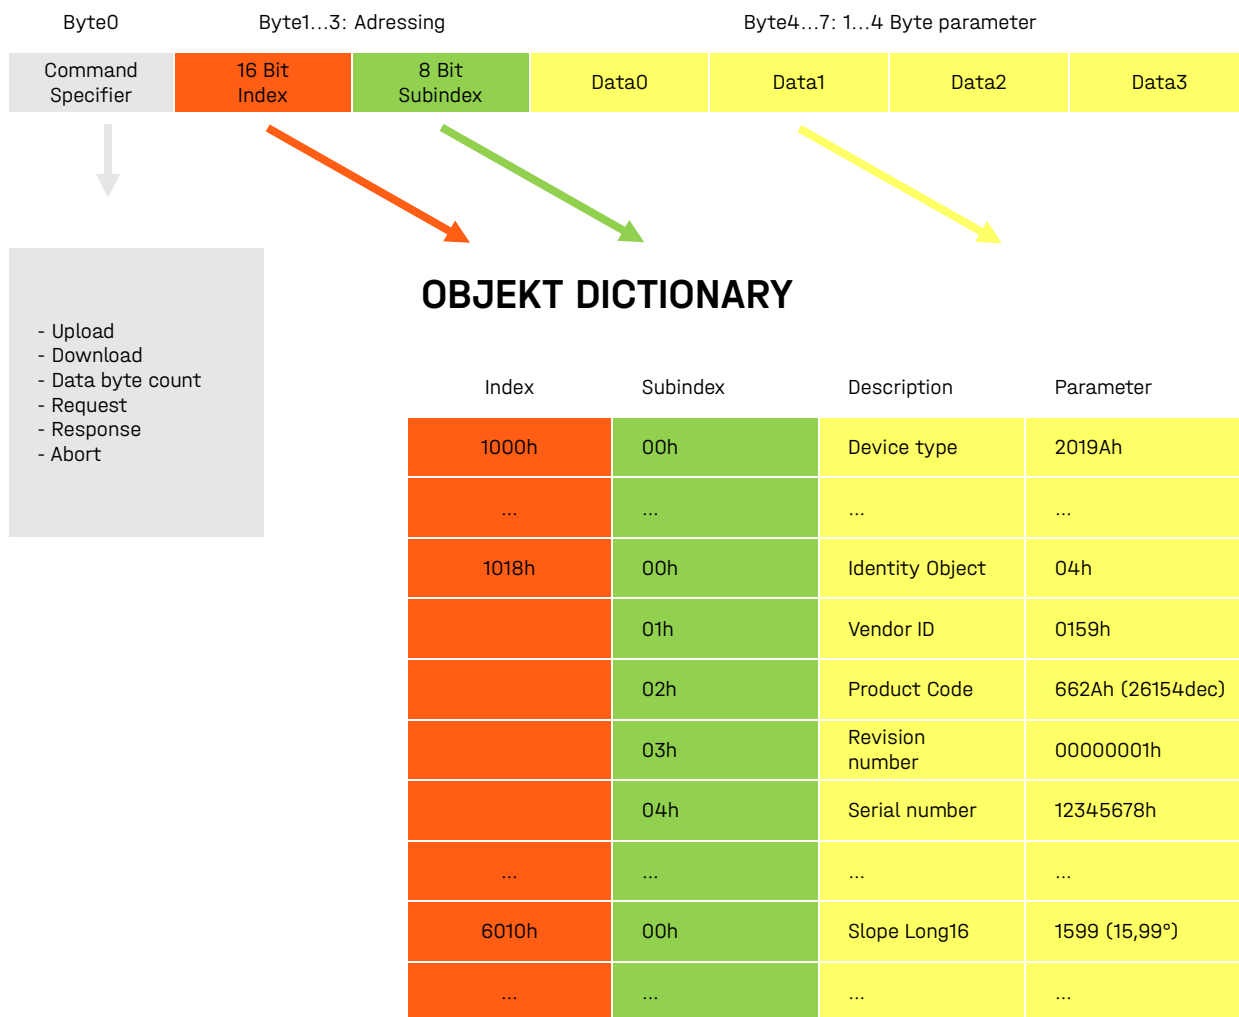 Byte0 Byte1...3: Adressing Byte4...7: 1...4 Byte parameter
Command Specifier 16 Bit Index 8 Bit Subindex Data0 Data1 Data2 Data3
OBJEKT DICTIONARY
- Upload
- Download
- Data byte count
- Request
- Response
- Abort
Index Subindex Description Parameter
1000h 00h Device type 2019Ah
... ... ... ...
1018h 00h Identity Object 04h
01h Vendor ID 0159h
02h Product Code 662Ah (26154dec)
03h Revision number 00000001h
04h Serial number 12345678h
... ... ... ...
6010h 00h Slope Long16 1599 (15,99°)
... ... ... ...